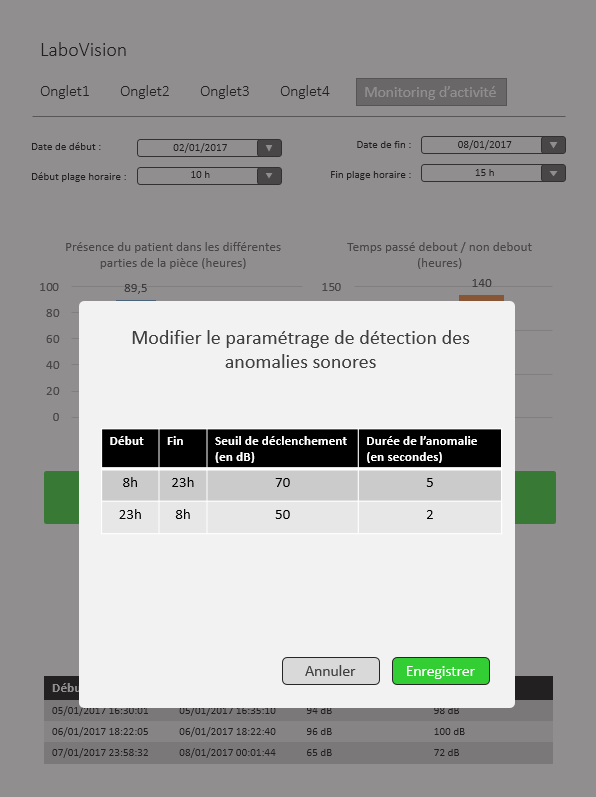 LaboVision
Onglet1 Onglet2 Onglet3 Onglet4 Monitoring d'activité
Date de début : 02/01/2017 Date de fin : 08/01/2017
Début plage horaire : 10 h Fin plage horaire : 15 h
Présence du patient dans les différentes
parties de la pièce (heures)
Temps passé debout / non debout
(heures)
100 89,5 150 140
80
60
40
20
0
Modifier le paramétrage de détection des
anomalies sonores
Début Fin Seuil de déclenchement Durée de l'anomalie
(en dB) (en secondes)
8h 23h 70 5
23h 8h 50 2
Annuler Enregistrer
05/01/2017 16:30:01 05/01/2017 16:35:10 94 dB 98 dB
06/01/2017 18:22:05 06/01/2017 18:22:40 96 dB 100 dB
07/01/2017 23:58:32 08/01/2017 00:01:44 65 dB 72 dB